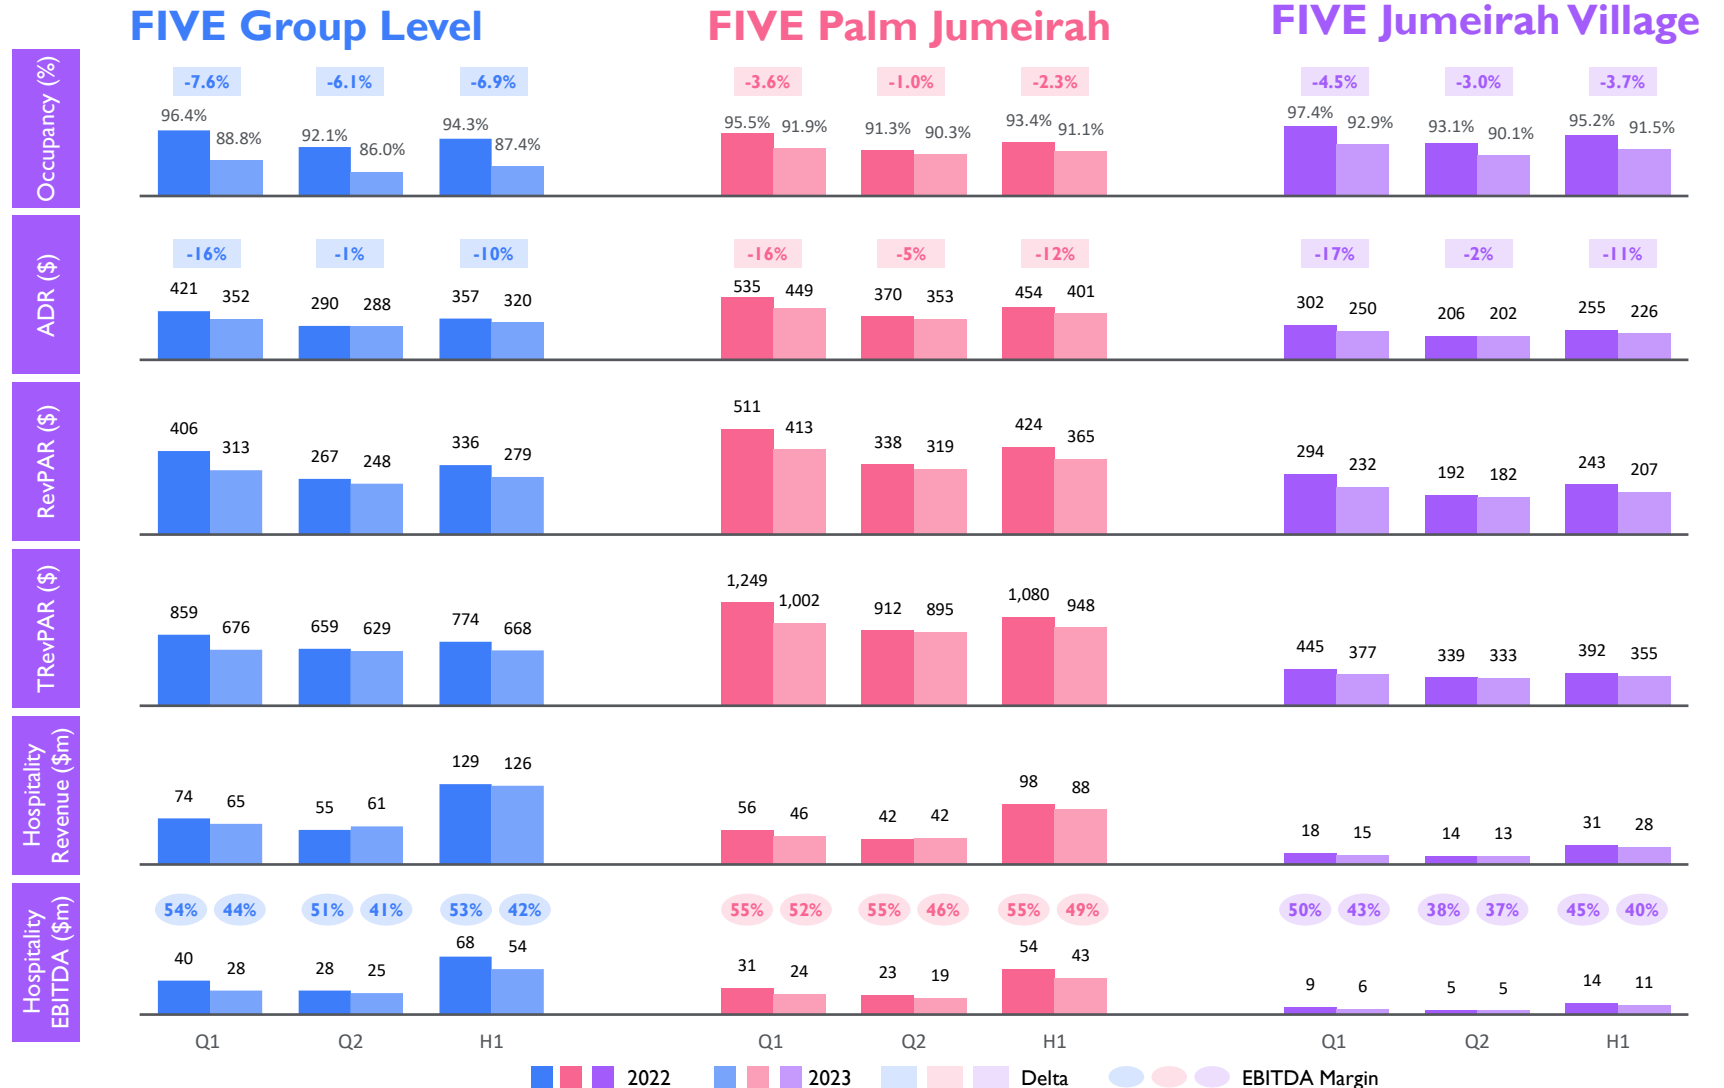 FIVE Group Level
FIVE Palm Jumeirah
FIVE Jumeirah Village
Occupancy (%)
-7.6% -6.1% -6.9%
96.4% 88.8% 92.1% 86.0% 94.3% 87.4%
-3.6% -1.0% -2.3%
95.5% 91.9% 91.3% 90.3% 93.4% 91.1%
-4.5% -3.0% -3.7%
97.4% 92.9% 93.1% 90.1% 95.2% 91.5%
ADR ($)
-16% -1% -10%
421 352 290 288 357 320
-16% -5% -12%
535 449 370 353 454 401
-17% -2% -11%
302 250 206 202 255 226
RevPAR ($)
406 313 267 248 336 279
511 413 338 319 424 365
294 232 192 182 243 207
TRevPAR ($)
859 676 659 629 774 668
1,249 1,002 912 895 1,080 948
445 377 339 333 392 355
Hospitality
Revenue ($m)
74 65 55 61 129 126
56 46 42 42 98 88
18 15 14 13 31 28
Hospitality
EBITDA ($m)
54% 44% 51% 41% 53% 42%
40 28 28 25 68 54
55% 52% 55% 46% 55% 49%
31 24 23 19 54 43
50% 43% 38% 37% 45% 40%
9 6 5 5 14 11
Q1 Q2 H1
Q1 Q2 H1
Q1 Q2 H1
2022 2023 Delta EBITDA Margin